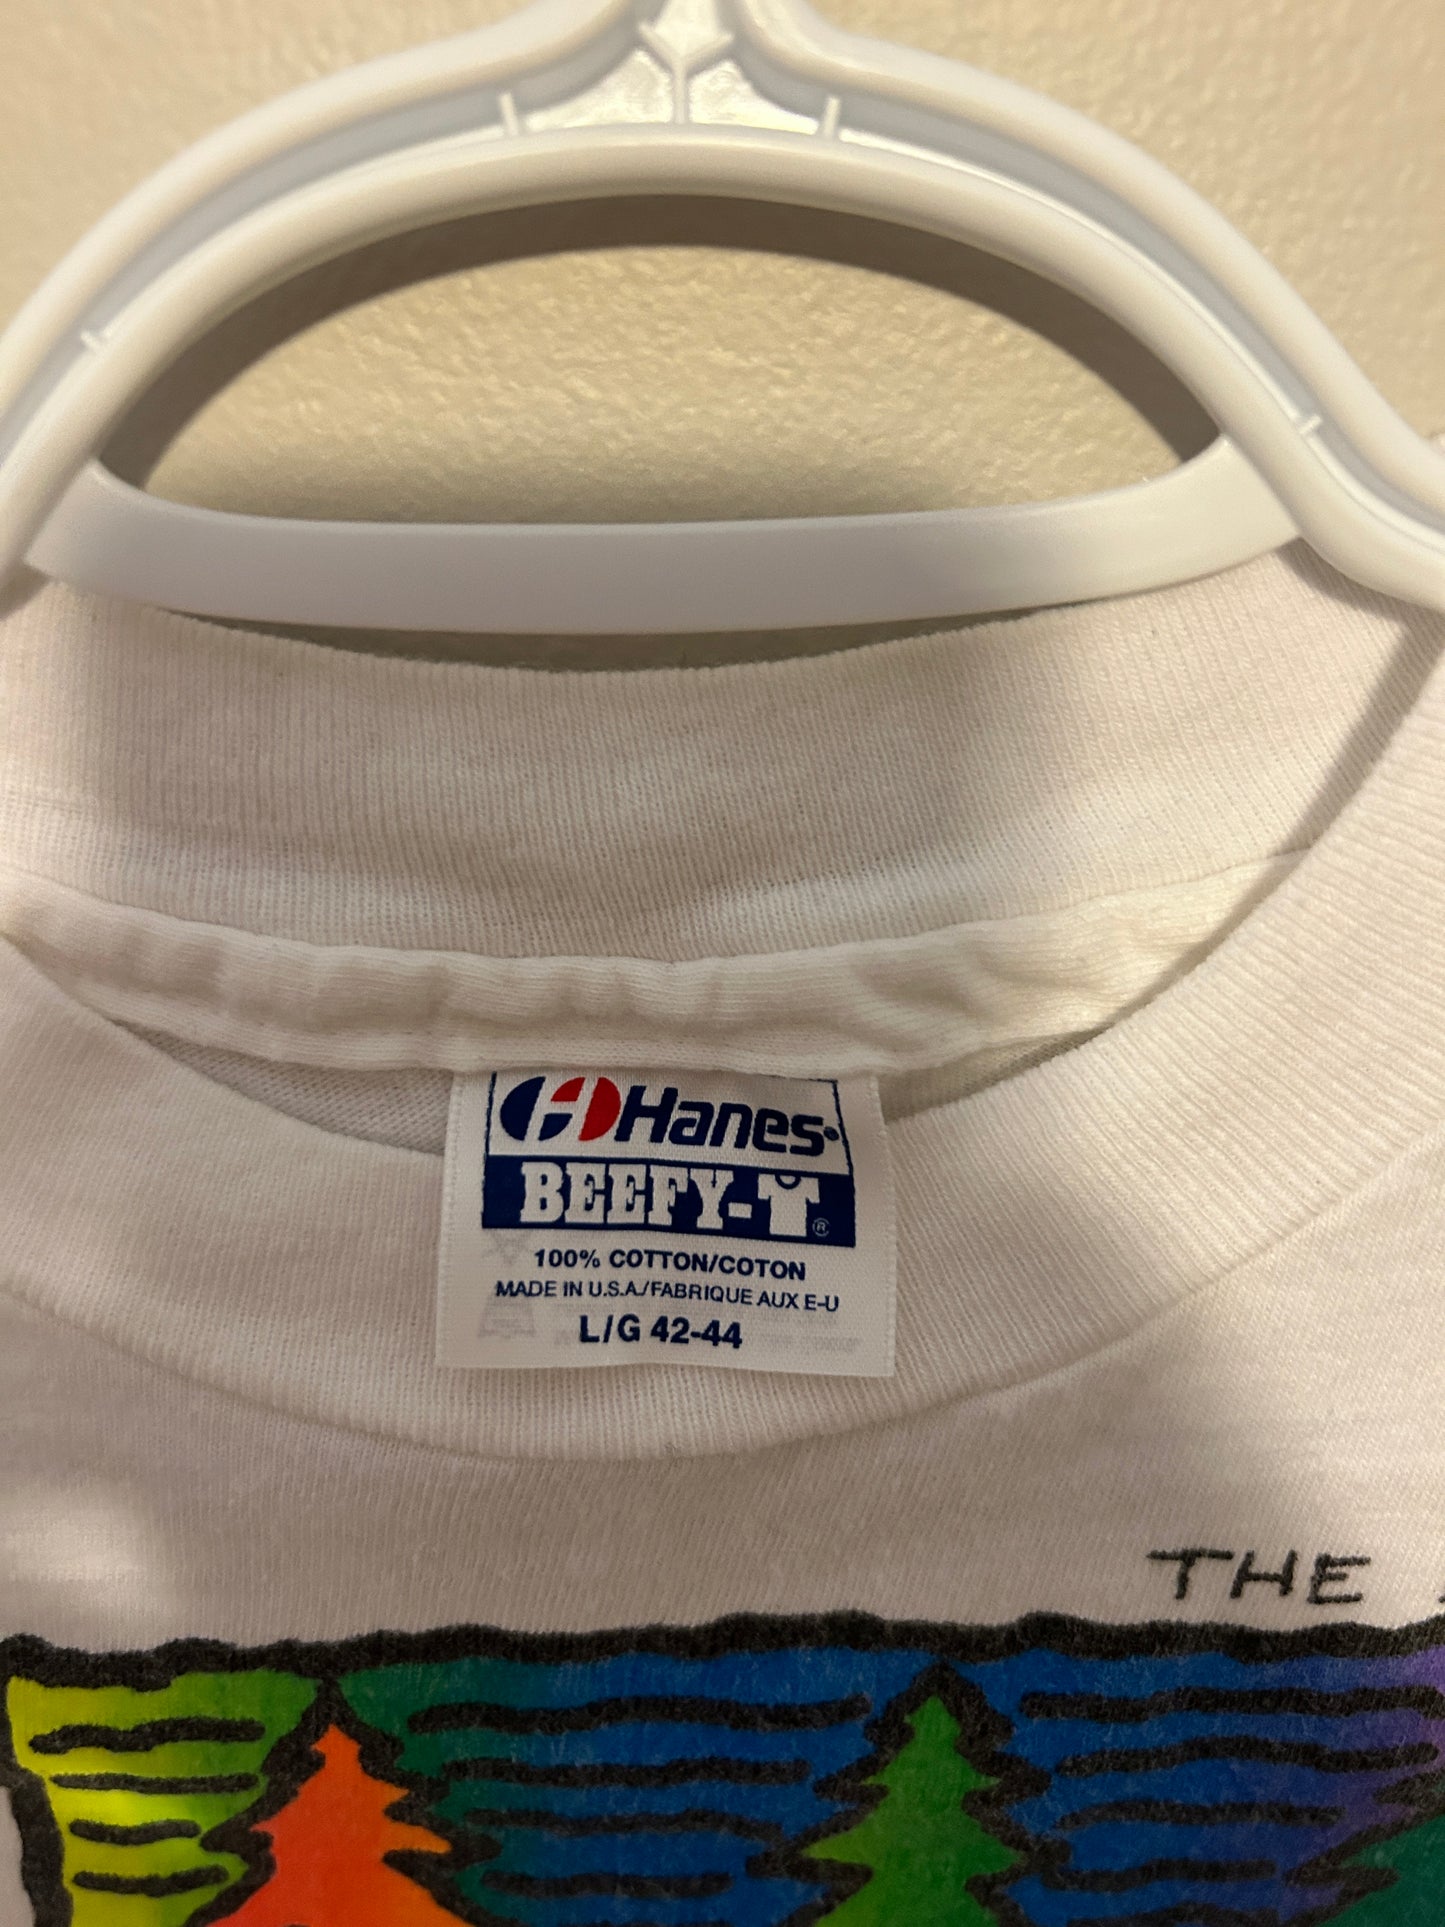 Hanes®
BEEFY-T®
100% COTTON/COTON
MADE IN U.S.A./FABRIQUE AUX E-U
L/G 42-44
THE